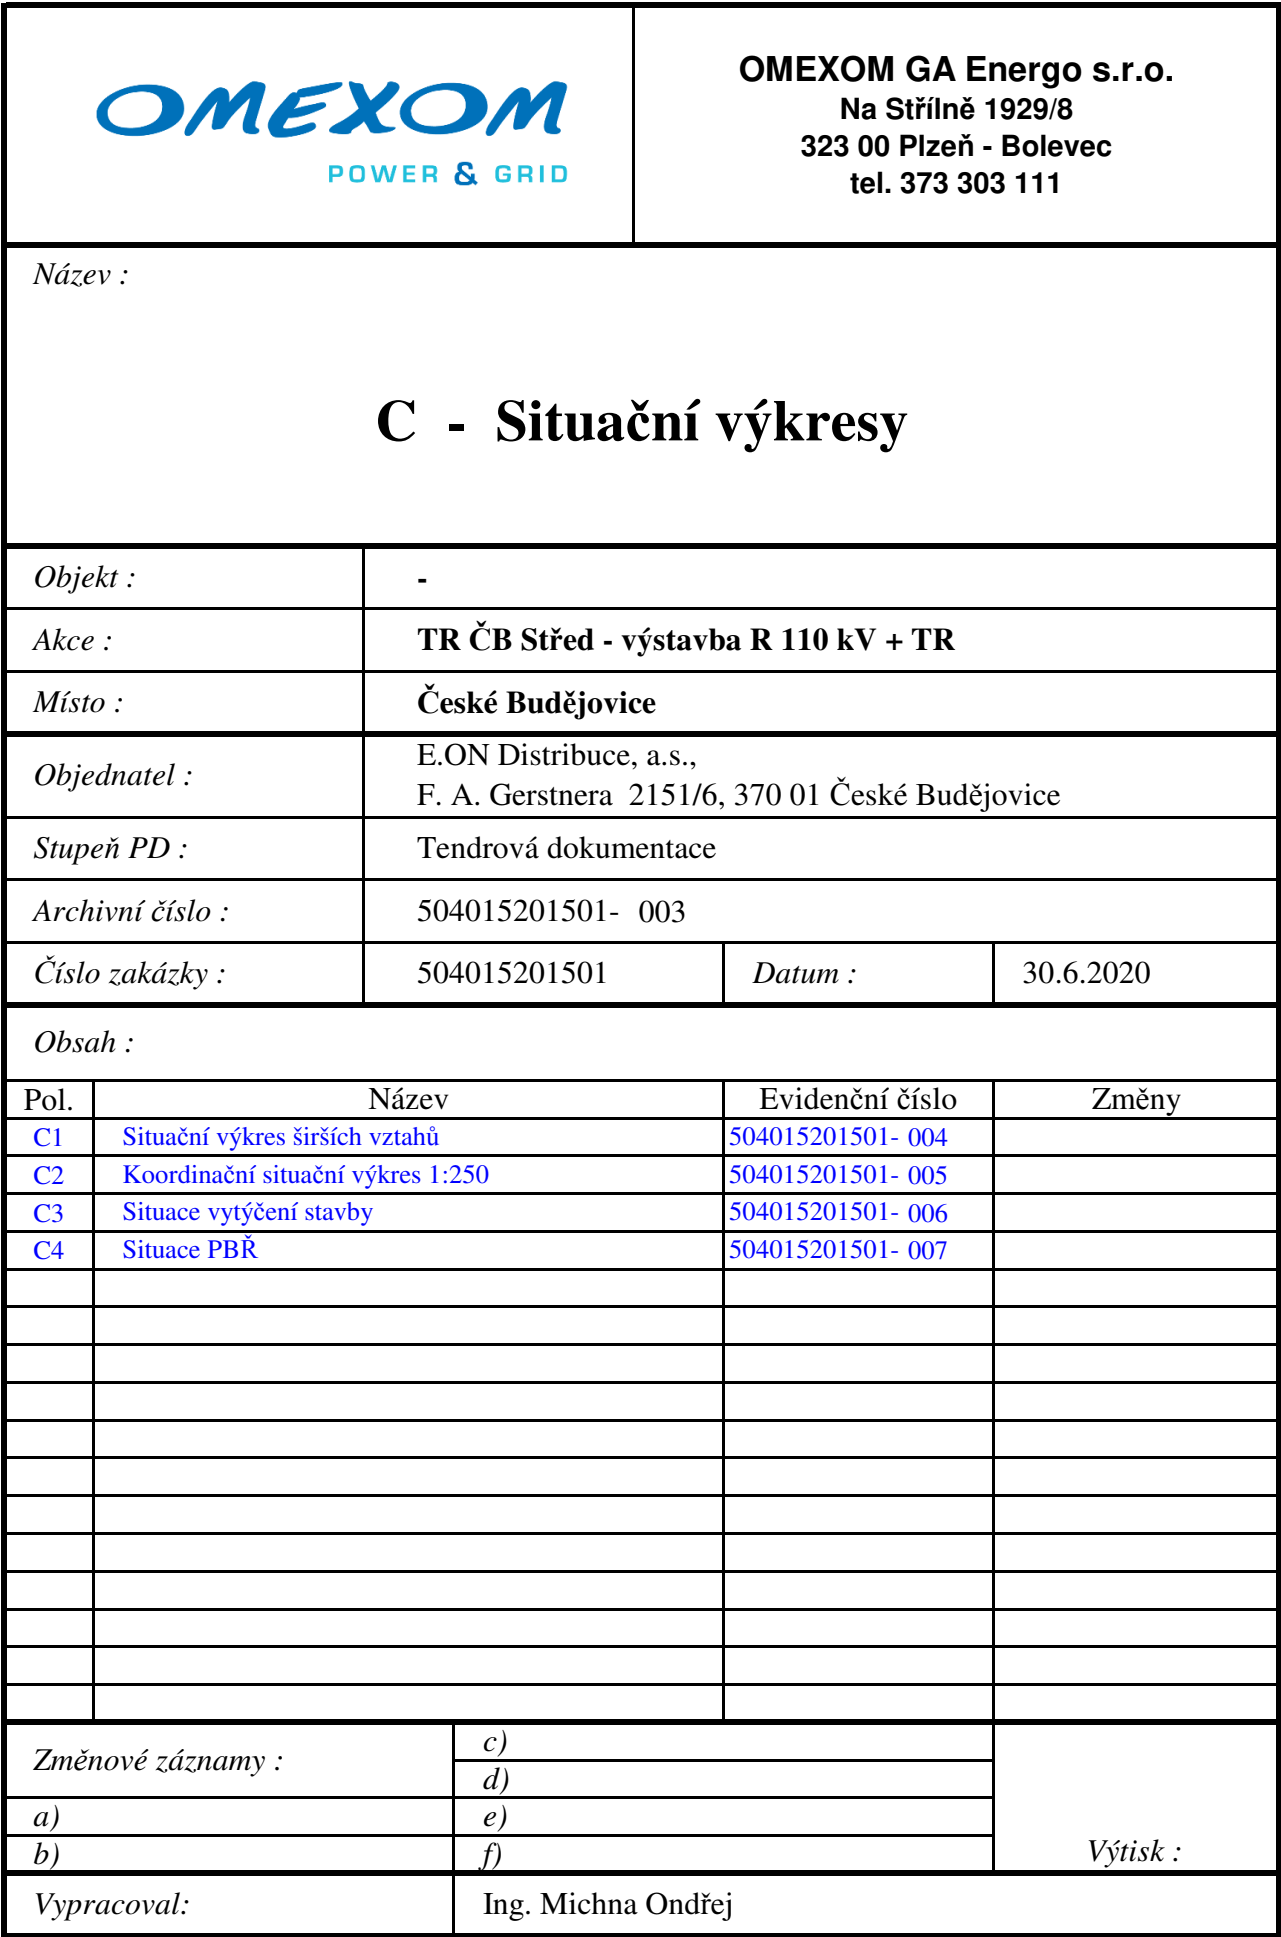 OMEXOM
POWER & GRID
OMEXOM GA Energo s.r.o.
Na Střílně 1929/8
323 00 Plzeň - Bolevec
tel. 373 303 111
Název :
C - Situační výkresy
Objekt : -
Akce : TR ČB Střed - výstavba R 110 kV + TR
Místo : České Budějovice
Objednatel : E.ON Distribuce, a.s.,
F. A. Gerstnera 2151/6, 370 01 České Budějovice
Stupeň PD : Tendrová dokumentace
Archivní číslo : 504015201501- 003
Číslo zakázky : 504015201501 Datum : 30.6.2020
Obsah :
Pol. Název Evidenční číslo Změny
C1 Situační výkres širších vztahů 504015201501- 004
C2 Koordinační situační výkres 1:250 504015201501- 005
C3 Situace vytýčení stavby 504015201501- 006
C4 Situace PBŘ 504015201501- 007
Změnové záznamy : c)
d)
a) e)
b) f) Výtisk :
Vypracoval: Ing. Michna Ondřej